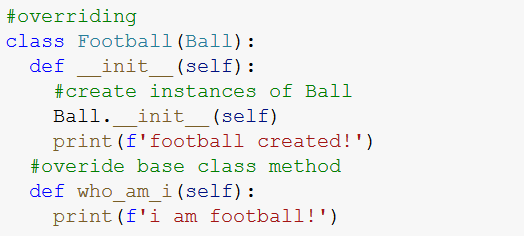 #overriding
class Football(Ball):
  def __init__(self):
    #create instances of Ball
    Ball.__init__(self)
    print(f'football created!')
  #overide base class method
  def who_am_i(self):
    print(f'i am football!')